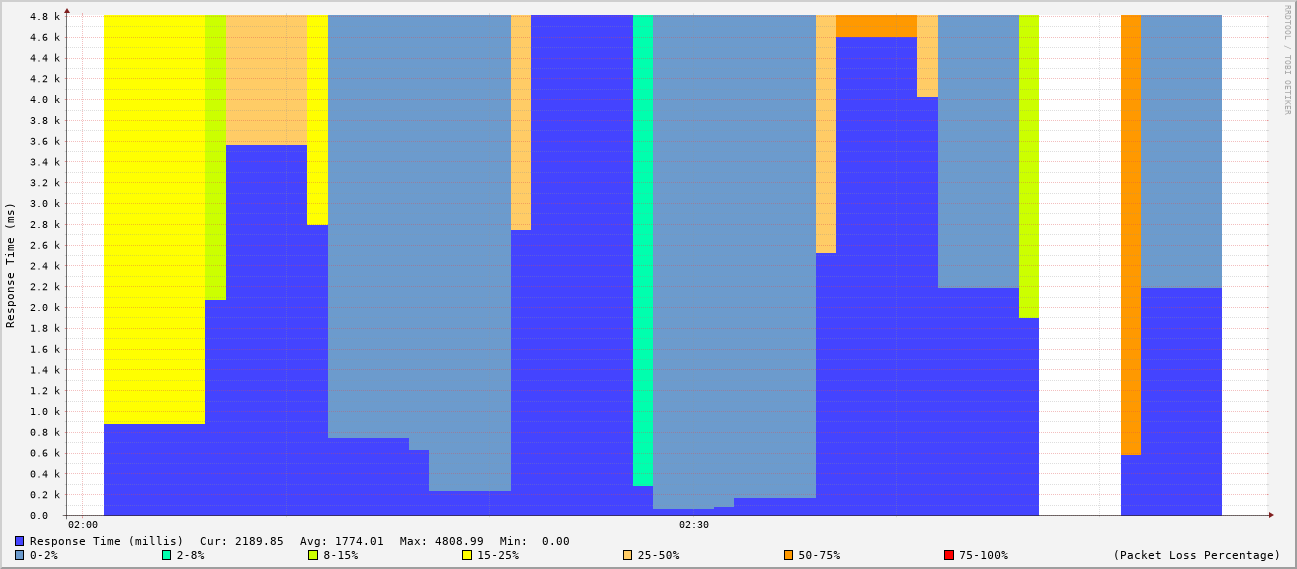 4.8 k
4.6 k
4.4 k
4.2 k
4.0 k
3.8 k
3.6 k
3.4 k
3.2 k
3.0 k
2.8 k
2.6 k
2.4 k
2.2 k
2.0 k
1.8 k
1.6 k
1.4 k
1.2 k
1.0 k
0.8 k
0.6 k
0.4 k
0.2 k
0.0
Response Time (ms)
RRDTOOL / TOBI OETIKER
02:00 02:30
Response Time (millis) Cur: 2189.85 Avg: 1774.01 Max: 4808.99 Min: 0.00
0-2% 2-8% 8-15% 15-25% 25-50% 50-75% 75-100% (Packet Loss Percentage)